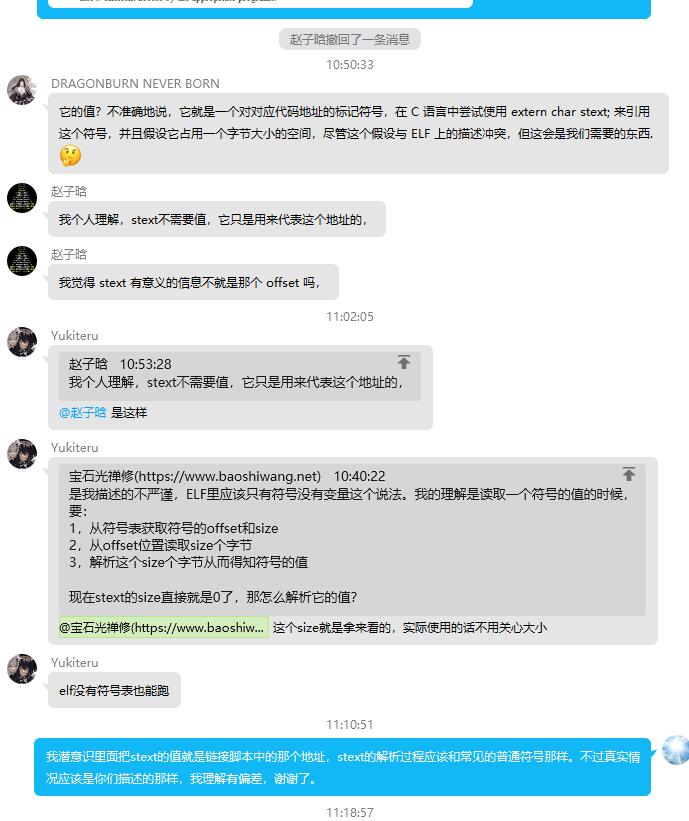 赵子晗撤回了一条消息
10:50:33
DRAGONBURN NEVER BORN
它的值？不准确地说，它就是一个对对应代码地址的标记符号，在 C 语言中尝试使用 extern char stext; 来引用
这个符号，并且假设它占用一个字节大小的空间，尽管这个假设与 ELF 上的描述冲突，但这会是我们需要的东西.
赵子晗
我个人理解，stext不需要值，它只是用来代表这个地址的，
赵子晗
我觉得 stext 有意义的信息不就是那个 offset 吗，
11:02:05
Yukiteru
赵子晗 10:53:28
我个人理解，stext不需要值，它只是用来代表这个地址的，
@赵子晗 是这样
Yukiteru
宝石光禅修(https://www.baoshiwang.net) 10:40:22
是我描述的不严谨，ELF里应该只有符号没有变量这个说法。我的理解是读取一个符号的值的时候，
要：
1，从符号表获取符号的offset和size
2，从offset位置读取size个字节
3，解析这个size个字节从而得知符号的值
现在stext的size直接就是0了，那怎么解析它的值？
@宝石光禅修(https://www.baoshiw... 这个size就是拿来看的，实际使用的话不用关心大小
Yukiteru
elf没有符号表也能跑
11:10:51
我潜意识里面把stext的值就是链接脚本中的那个地址，stext的解析过程应该和常见的普通符号那样。不过真实情
况应该是你们描述的那样，我理解有偏差，谢谢了。
11:18:57